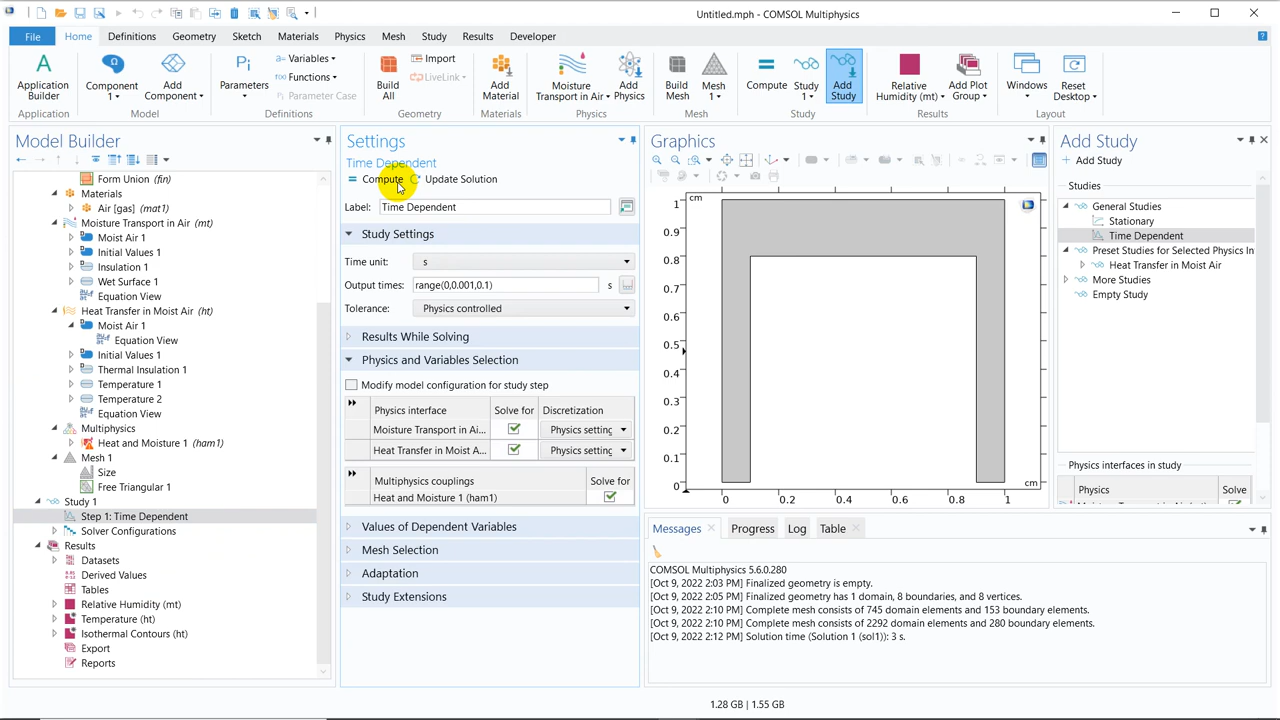 Untitled.mph - COMSOL Multiphysics
File Home Definitions Geometry Sketch Materials Physics Mesh Study Results Developer
Application Builder
Application
Component 1
Add Component
Model
Pi Parameters
a= Variables
f(x) Functions
Parameter Case
Definitions
Build All
Import
LiveLink
Geometry
Add Material
Materials
Moisture Transport in Air
Add Physics
Physics
Build Mesh
Mesh 1
Mesh
Compute
Study 1
Add Study
Study
Relative Humidity (mt)
Add Plot Group
Results
Windows
Reset Desktop
Layout
Model Builder
Form Union (fin)
Materials
Air [gas] (mat1)
Moisture Transport in Air (mt)
Moist Air 1
Initial Values 1
Insulation 1
Wet Surface 1
Equation View
Heat Transfer in Moist Air (ht)
Moist Air 1
Equation View
Initial Values 1
Thermal Insulation 1
Temperature 1
Temperature 2
Equation View
Multiphysics
Heat and Moisture 1 (ham1)
Mesh 1
Size
Free Triangular 1
Study 1
Step 1: Time Dependent
Solver Configurations
Results
Datasets
Derived Values
Tables
Relative Humidity (mt)
Temperature (ht)
Isothermal Contours (ht)
Export
Reports
Settings
Time Dependent
= Compute Update Solution
Label: Time Dependent
Study Settings
Time unit: s
Output times: range(0,0.001,0.1) s
Tolerance: Physics controlled
Results While Solving
Physics and Variables Selection
Modify model configuration for study step
Physics interface Solve for Discretization
Moisture Transport in Ai... Physics setting
Heat Transfer in Moist A... Physics setting
Multiphysics couplings Solve for
Heat and Moisture 1 (ham1)
Values of Dependent Variables
Mesh Selection
Adaptation
Study Extensions
Graphics
cm
1
0.9
0.8
0.7
0.6
0.5
0.4
0.3
0.2
0.1
0
cm
0 0.2 0.4 0.6 0.8 1
Messages Progress Log Table
COMSOL Multiphysics 5.6.0.280
[Oct 9, 2022 2:03 PM] Finalized geometry is empty.
[Oct 9, 2022 2:05 PM] Finalized geometry has 1 domain, 8 boundaries, and 8 vertices.
[Oct 9, 2022 2:10 PM] Complete mesh consists of 745 domain elements and 153 boundary elements.
[Oct 9, 2022 2:10 PM] Complete mesh consists of 2292 domain elements and 280 boundary elements.
[Oct 9, 2022 2:12 PM] Solution time (Solution 1 (sol1)): 3 s.
Add Study
+ Add Study
Studies
General Studies
Stationary
Time Dependent
Preset Studies for Selected Physics In
Heat Transfer in Moist Air
More Studies
Empty Study
Physics interfaces in study
Physics Solve
1.28 GB | 1.55 GB